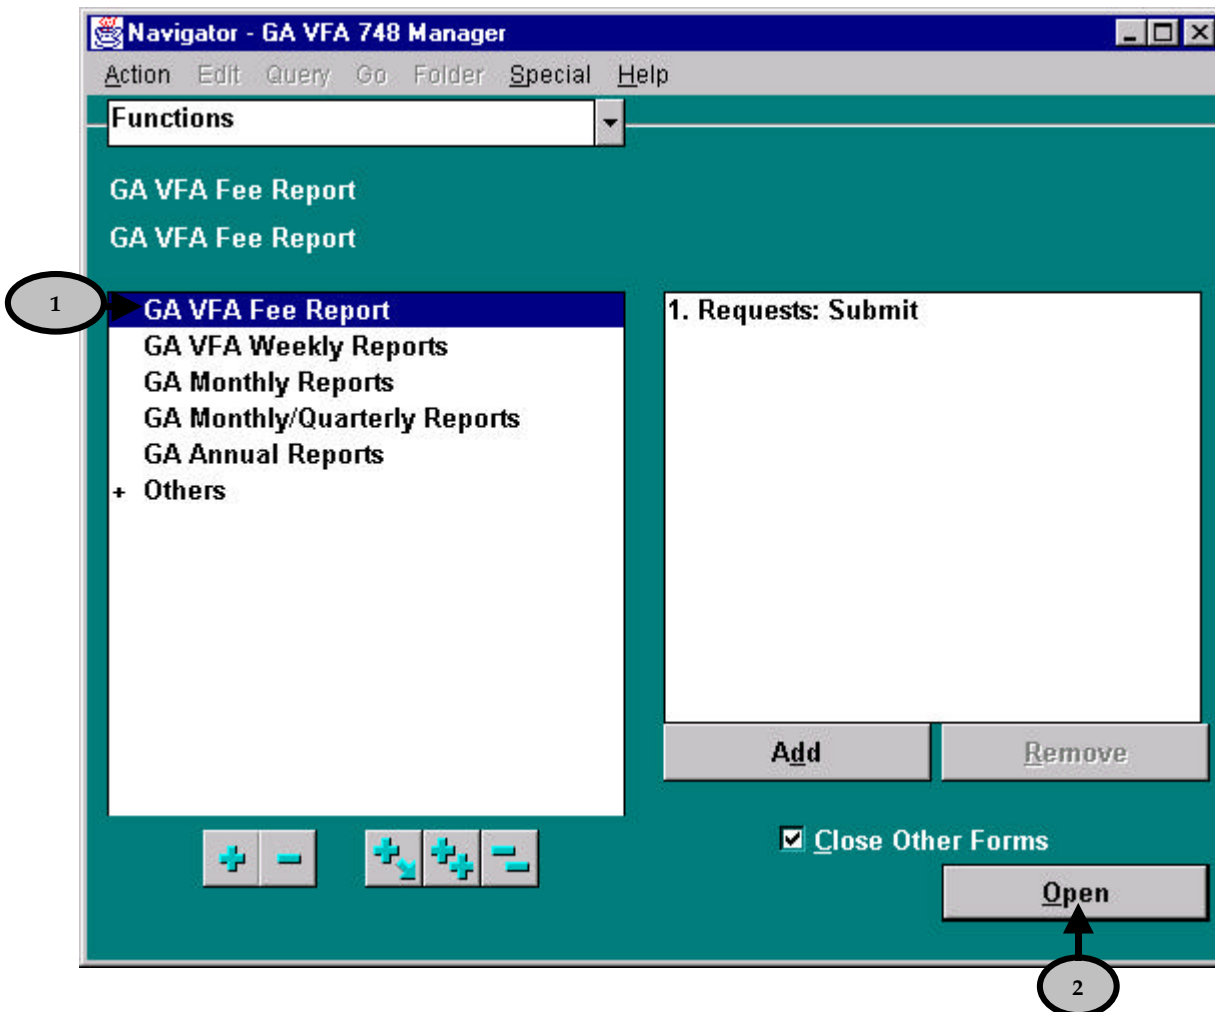 Navigator - GA VFA 748 Manager
Action Edit Query Go Folder Special Help
Functions
GA VFA Fee Report
GA VFA Fee Report
1
GA VFA Fee Report
GA VFA Weekly Reports
GA Monthly Reports
GA Monthly/Quarterly Reports
GA Annual Reports
+ Others
1. Requests: Submit
Add Remove
Close Other Forms
Open
2